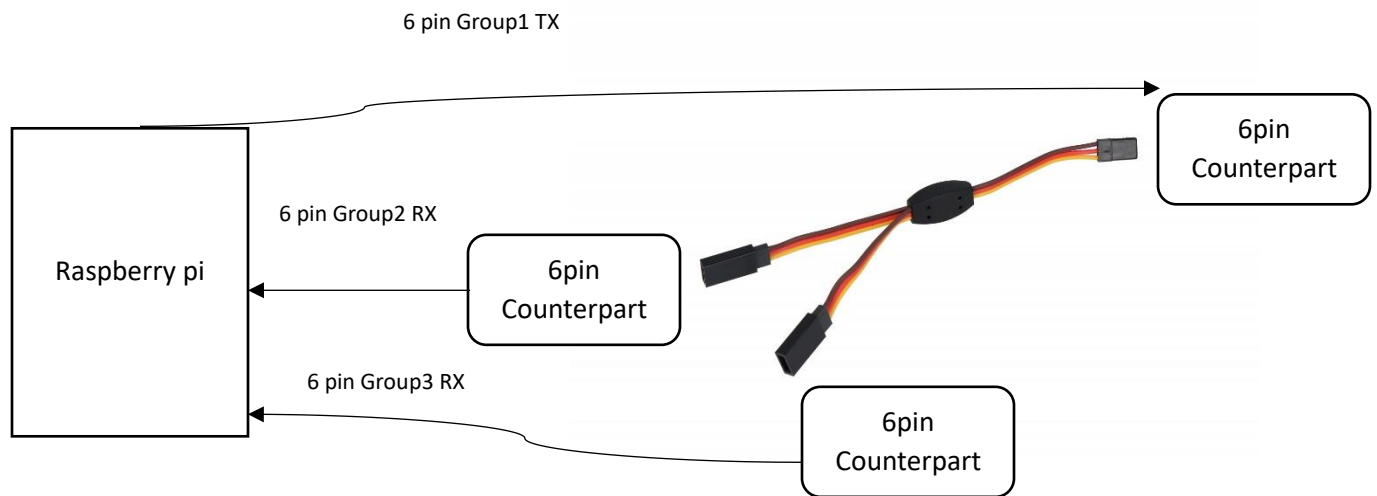 6 pin Group1 TX
6pin
Counterpart
6 pin Group2 RX
Raspberry pi
6pin
Counterpart
6 pin Group3 RX
6pin
Counterpart